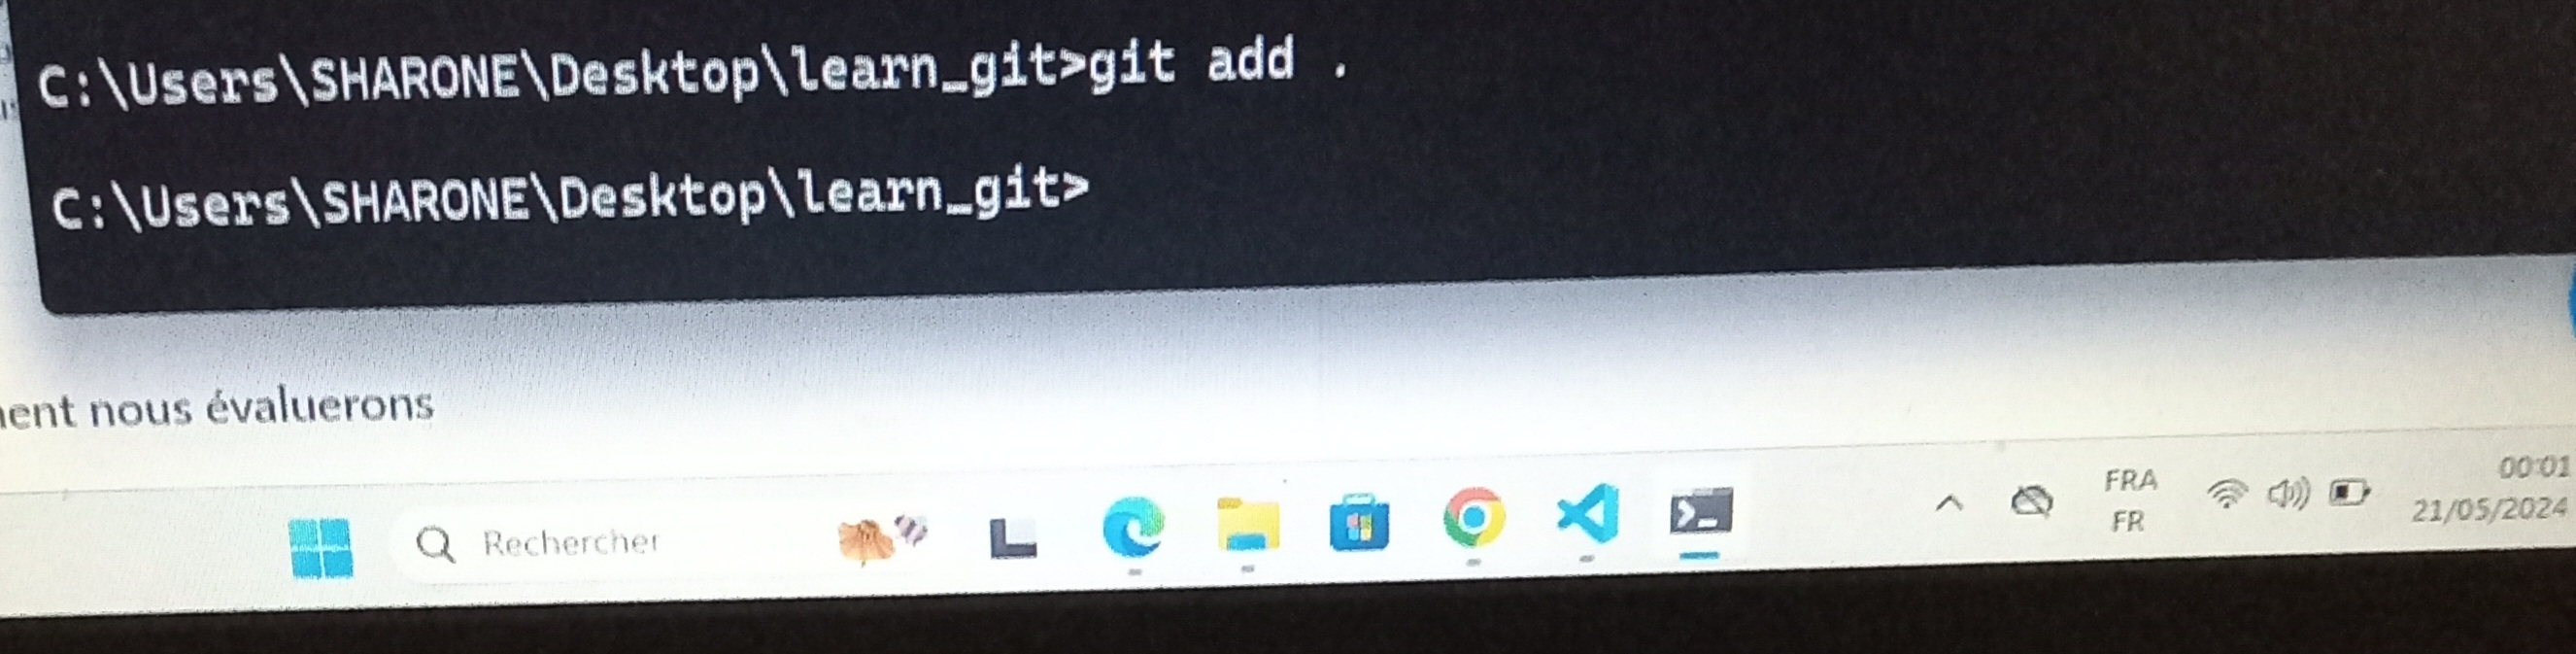 C:\Users\SHARONE\Desktop\learn_git>git add .
C:\Users\SHARONE\Desktop\learn_git>
nous évaluerons
Rechercher
FRA
FR
00:01
21/05/2024